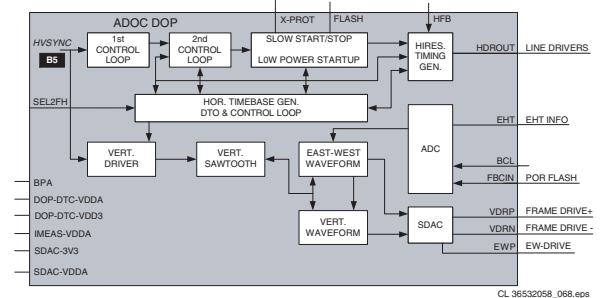 X-PROT FLASH HFB
ADOC DOP
HVSYNC
B5
1st
CONTROL
LOOP
2nd
CONTROL
LOOP
SLOW START/STOP
L0W POWER STARTUP
HIRES.
TIMING
GEN.
HDROUT LINE DRIVERS
SEL2FH
HOR. TIMEBASE GEN.
DTO & CONTROL LOOP
EHT EHT INFO
VERT.
DRIVER
VERT.
SAWTOOTH
EAST-WEST
WAVEFORM
ADC
BCL
FBCIN POR FLASH
BPA
DOP-DTC-VDDA
DOP-DTC-VDD3
IMEAS-VDDA
SDAC-3V3
SDAC-VDDA
VERT.
WAVEFORM
SDAC
VDRP FRAME DRIVE+
VDRN FRAME DRIVE -
EWP EW-DRIVE
CL 36532058_068.eps